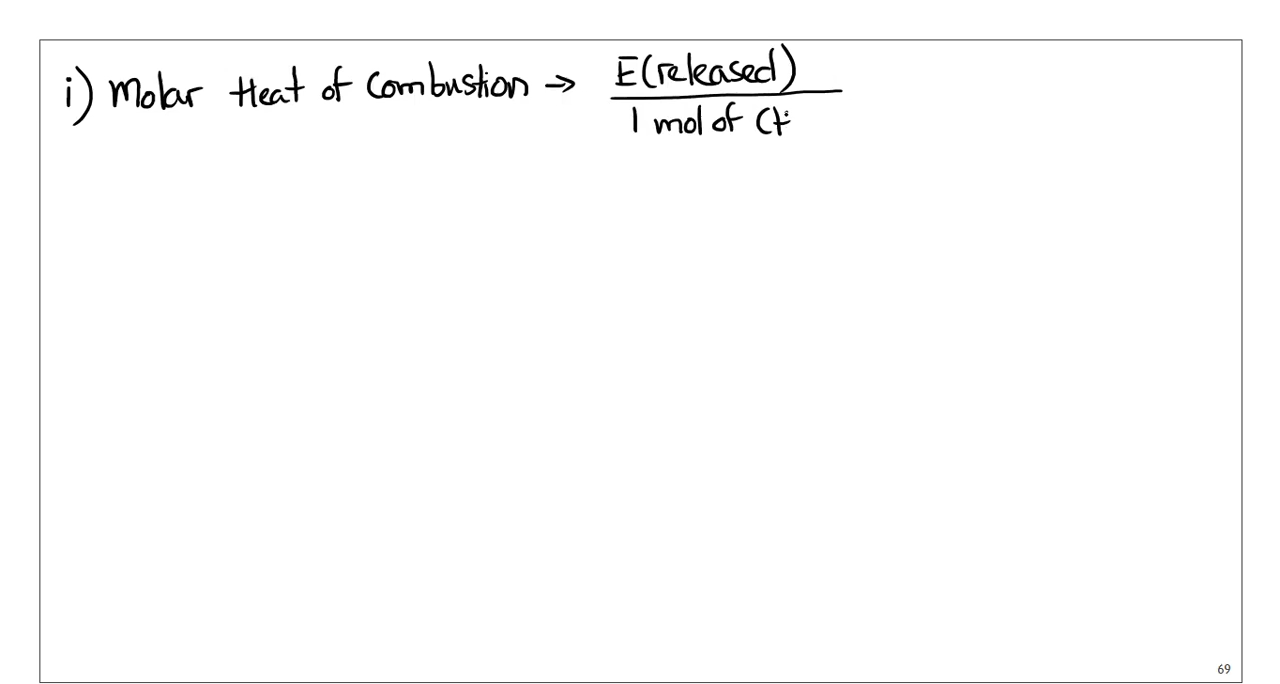 i) Molar Heat of Combustion → E(released)
1 mol of
69